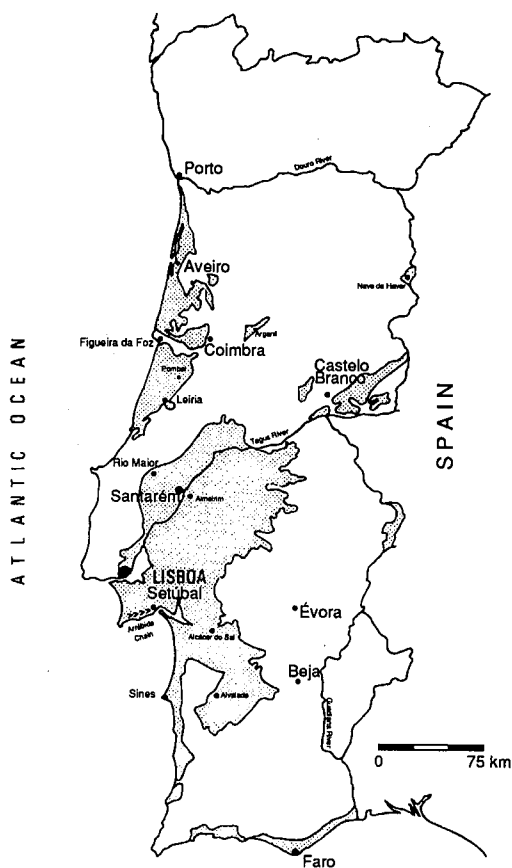 Porto
Douro River
Aveiro
Nave de Haver
Figueira da Foz
Coimbra
Arganil
Pombal
Castelo
Branco
Leiria
ATLANTIC OCEAN
SPAIN
Tagus River
Rio Maior
Santarém
Almeirim
LISBOA
Setúbal
Évora
Arrábida
Chain
Alcácer do Sal
Beja
Sines
Alvalade
Guadiana River
0 75 km
Faro